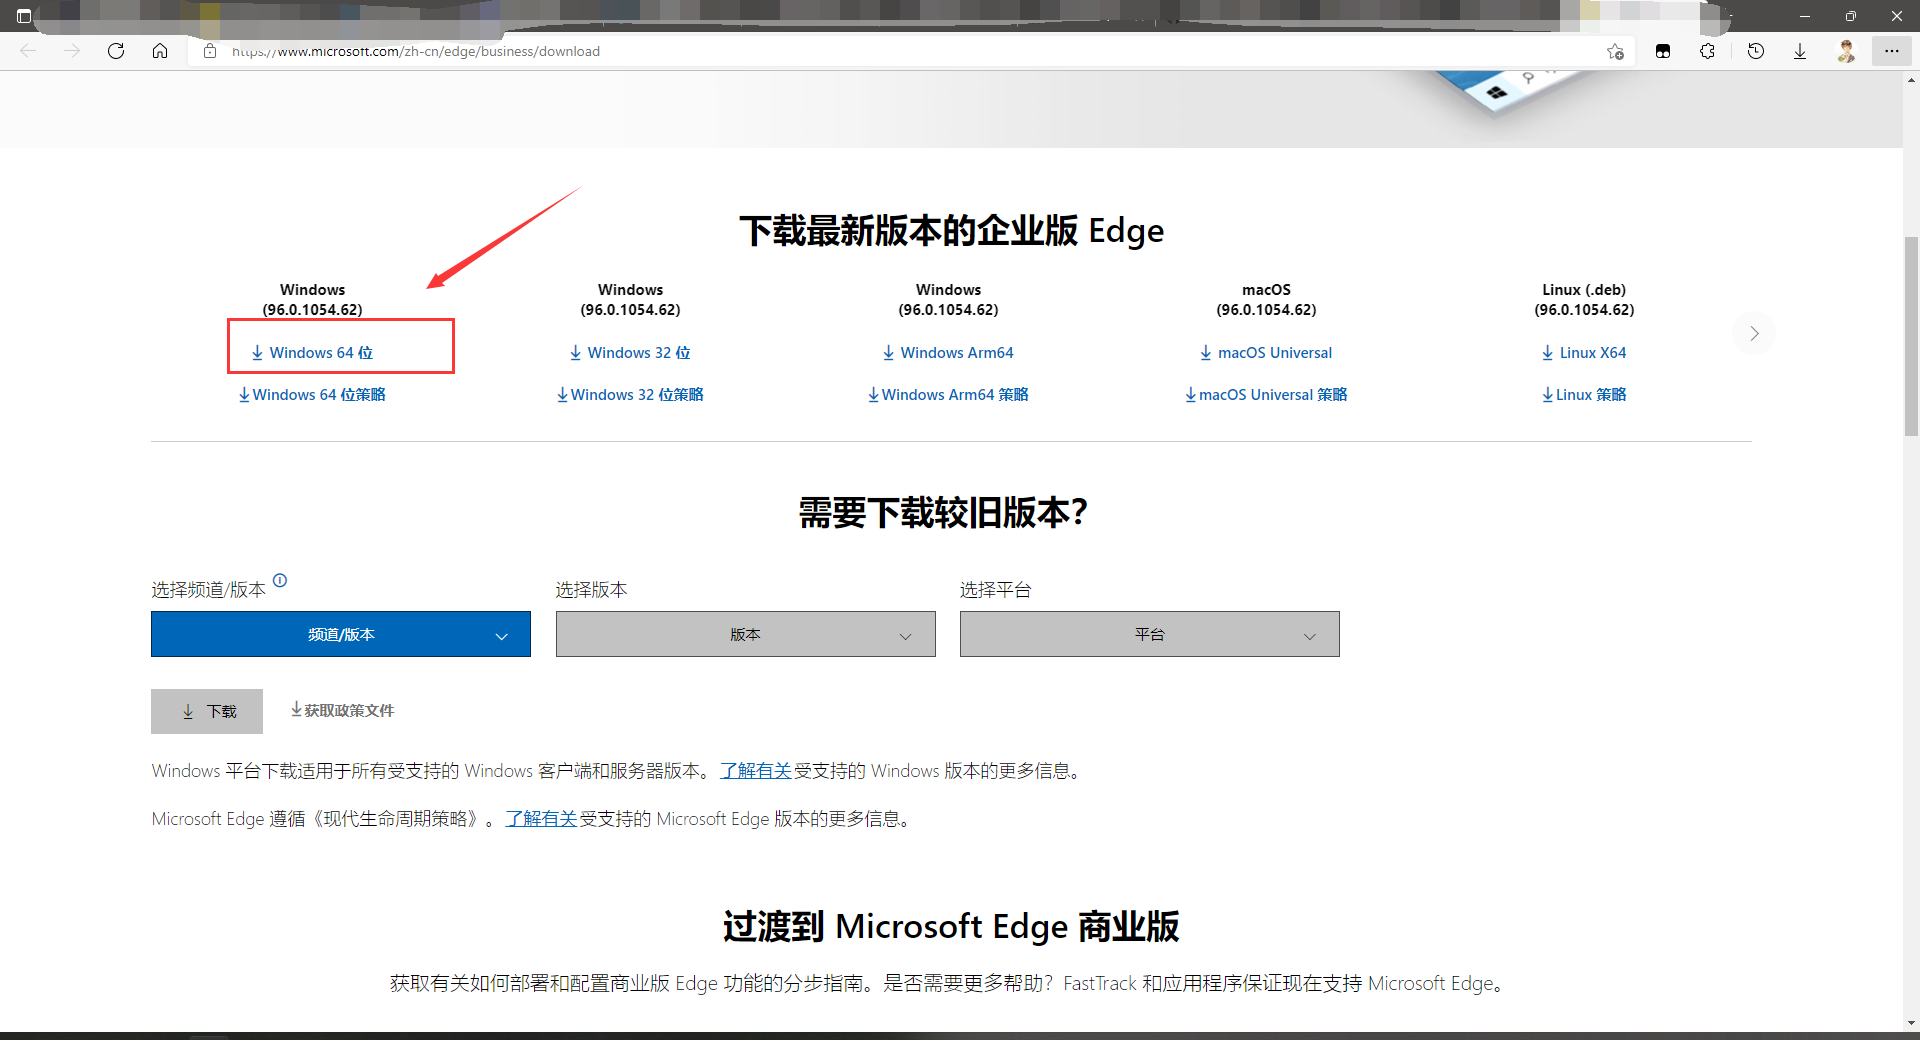 https://www.microsoft.com/zh-cn/edge/business/download
下载最新版本的企业版 Edge
Windows
(96.0.1054.62)
Windows 64 位
Windows 64 位策略
Windows
(96.0.1054.62)
Windows 32 位
Windows 32 位策略
Windows
(96.0.1054.62)
Windows Arm64
Windows Arm64 策略
macOS
(96.0.1054.62)
macOS Universal
macOS Universal 策略
Linux (.deb)
(96.0.1054.62)
Linux X64
Linux 策略
需要下载较旧版本?
选择频道/版本
频道/版本
选择版本
版本
选择平台
平台
下载
获取政策文件
Windows 平台下载适用于所有受支持的 Windows 客户端和服务器版本。了解有关受支持的 Windows 版本的更多信息。
Microsoft Edge 遵循《现代生命周期策略》。了解有关受支持的 Microsoft Edge 版本的更多信息。
过渡到 Microsoft Edge 商业版
获取有关如何部署和配置商业版 Edge 功能的分步指南。是否需要更多帮助？FastTrack 和应用程序保证现在支持 Microsoft Edge。